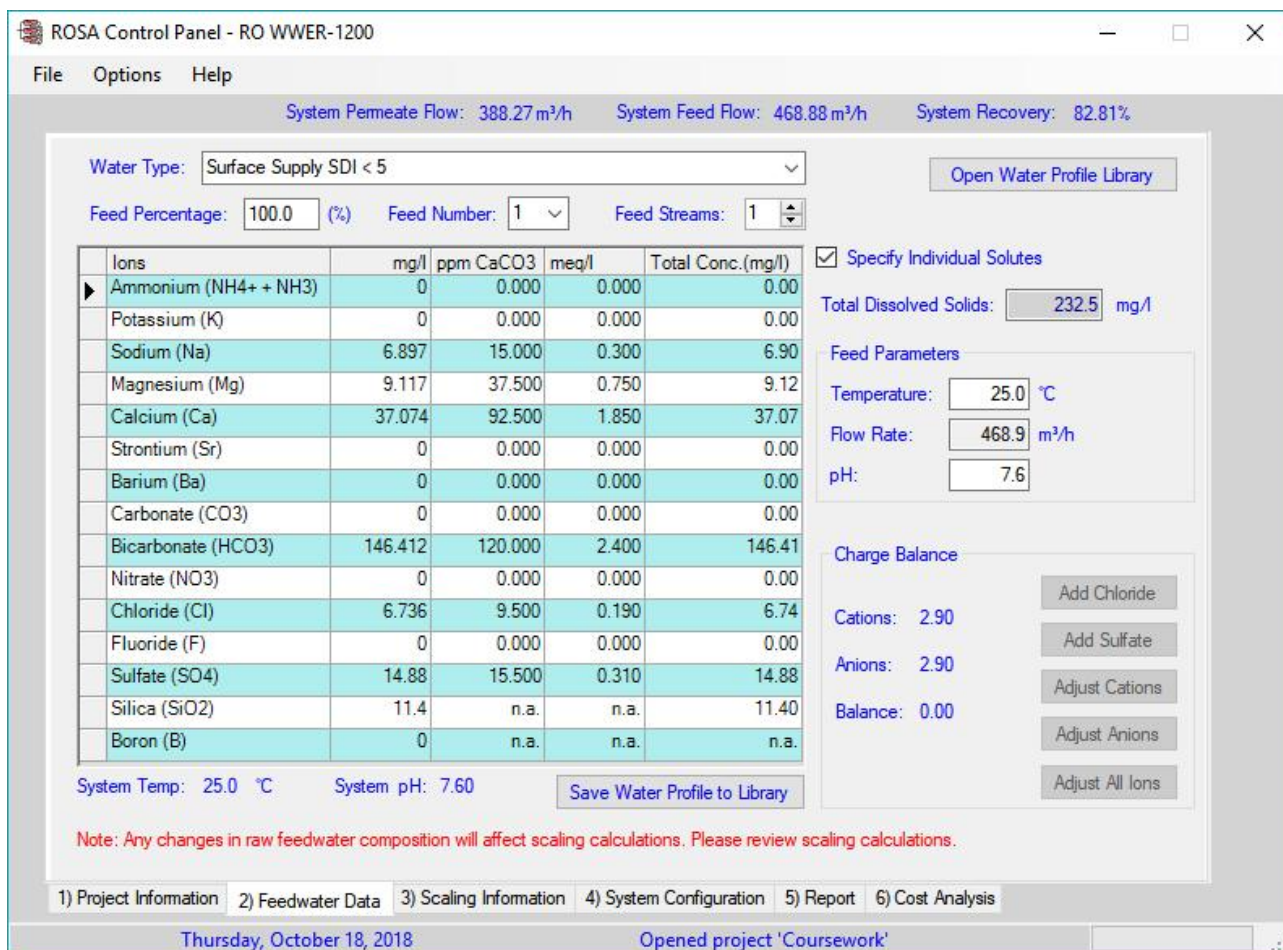 ROSA Control Panel - RO WWER-1200
File Options Help
System Permeate Flow: 388.27 m³/h System Feed Flow: 468.88 m³/h System Recovery: 82.81%
Water Type: Surface Supply SDI < 5 Open Water Profile Library
Feed Percentage: 100.0 (%) Feed Number: 1 Feed Streams: 1
Ions mg/l ppm CaCO3 meq/l Total Conc.(mg/l)
Ammonium (NH4+ + NH3) 0 0.000 0.000 0.00
Potassium (K) 0 0.000 0.000 0.00
Sodium (Na) 6.897 15.000 0.300 6.90
Magnesium (Mg) 9.117 37.500 0.750 9.12
Calcium (Ca) 37.074 92.500 1.850 37.07
Strontium (Sr) 0 0.000 0.000 0.00
Barium (Ba) 0 0.000 0.000 0.00
Carbonate (CO3) 0 0.000 0.000 0.00
Bicarbonate (HCO3) 146.412 120.000 2.400 146.41
Nitrate (NO3) 0 0.000 0.000 0.00
Chloride (Cl) 6.736 9.500 0.190 6.74
Fluoride (F) 0 0.000 0.000 0.00
Sulfate (SO4) 14.88 15.500 0.310 14.88
Silica (SiO2) 11.4 n.a. n.a. 11.40
Boron (B) 0 n.a. n.a. n.a.
Specify Individual Solutes
Total Dissolved Solids: 232.5 mg/l
Feed Parameters
Temperature: 25.0 °C
Flow Rate: 468.9 m³/h
pH: 7.6
Charge Balance
Add Chloride
Cations: 2.90
Add Sulfate
Anions: 2.90
Adjust Cations
Balance: 0.00
Adjust Anions
Adjust All Ions
System Temp: 25.0 °C System pH: 7.60 Save Water Profile to Library
Note: Any changes in raw feedwater composition will affect scaling calculations. Please review scaling calculations.
1) Project Information 2) Feedwater Data 3) Scaling Information 4) System Configuration 5) Report 6) Cost Analysis
Thursday, October 18, 2018 Opened project 'Coursework'